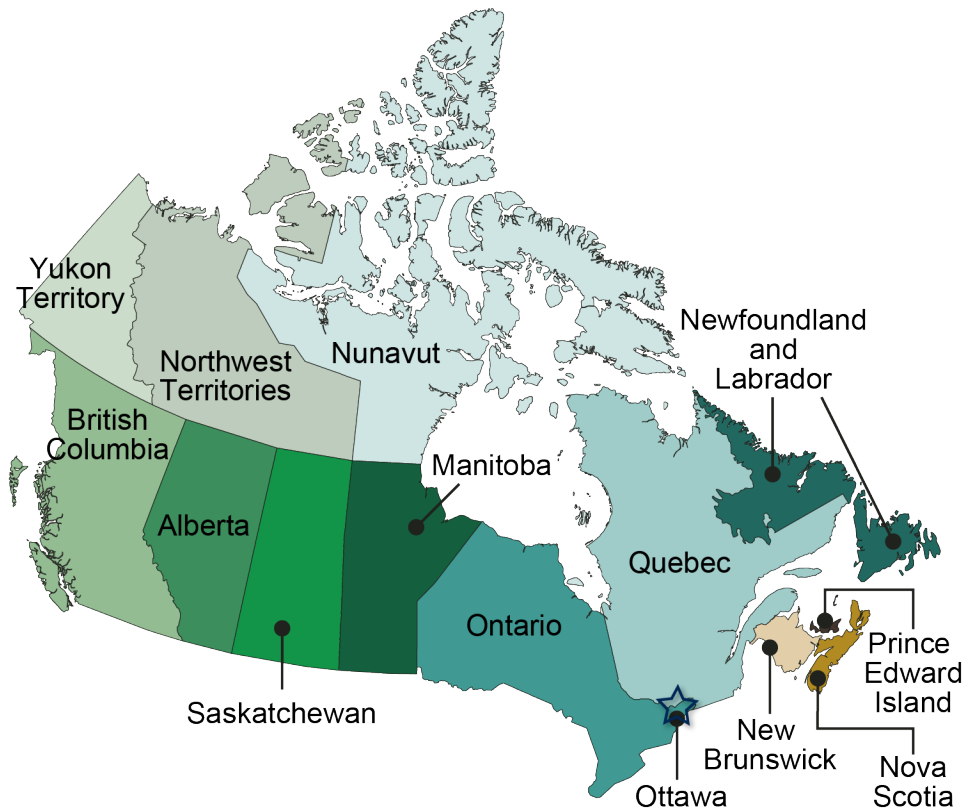 Yukon
Territory
Northwest
Territories
Nunavut
Newfoundland
and
Labrador
British
Columbia
Manitoba
Alberta
Quebec
Ontario
Saskatchewan
Prince
Edward
Island
New
Brunswick
Nova
Scotia
Ottawa